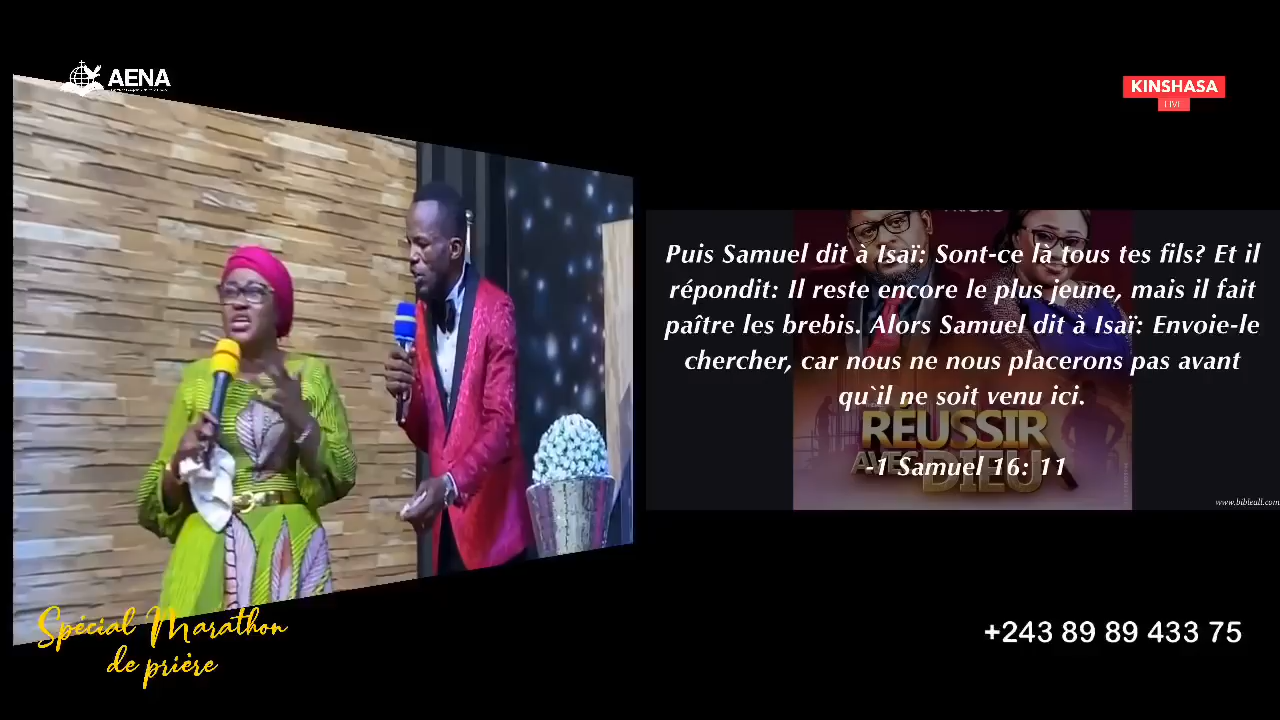 AENA
KINSHASA
LIVE
Puis Samuel dit à Isaï: Sont-ce là tous tes fils? Et il
répondit: Il reste encore le plus jeune, mais il fait
paître les brebis. Alors Samuel dit à Isaï: Envoie-le
chercher, car nous ne nous placerons pas avant
qu`il ne soit venu ici.
RÉUSSIR
AVEC
-1 Samuel 16: 11
DIEU
www.bibleall.com
Spécial Marathon
de prière
+243 89 89 433 75